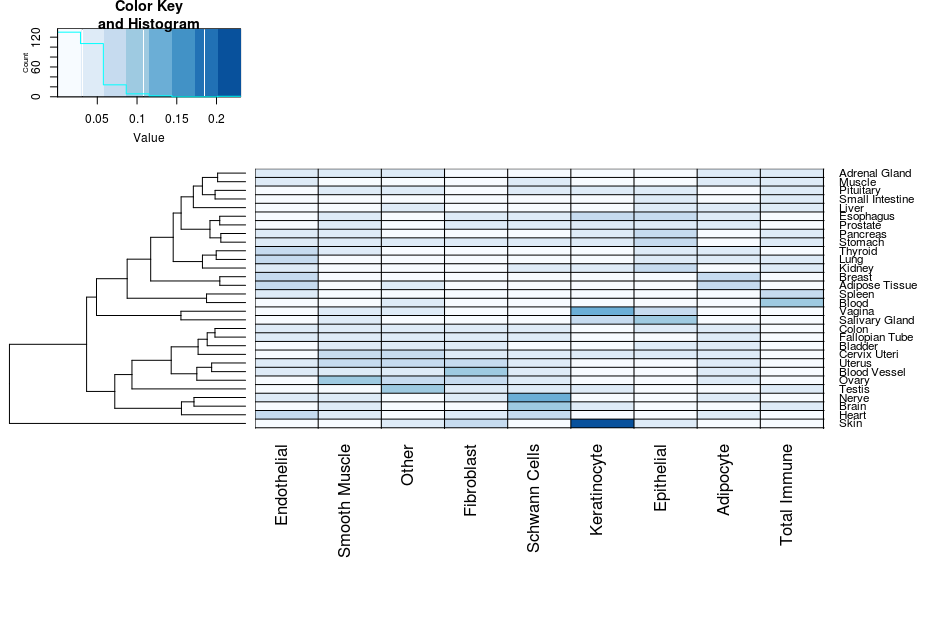 Color Key
and Histogram
Count
0
60
120
0.05
0.1
0.15
0.2
Value
Adrenal Gland
Muscle
Pituitary
Small Intestine
Liver
Esophagus
Prostate
Pancreas
Stomach
Thyroid
Lung
Kidney
Breast
Adipose Tissue
Spleen
Blood
Vagina
Salivary Gland
Colon
Fallopian Tube
Bladder
Cervix Uteri
Uterus
Blood Vessel
Ovary
Testis
Nerve
Brain
Heart
Skin
Endothelial
Smooth Muscle
Other
Fibroblast
Schwann Cells
Keratinocyte
Epithelial
Adipocyte
Total Immune